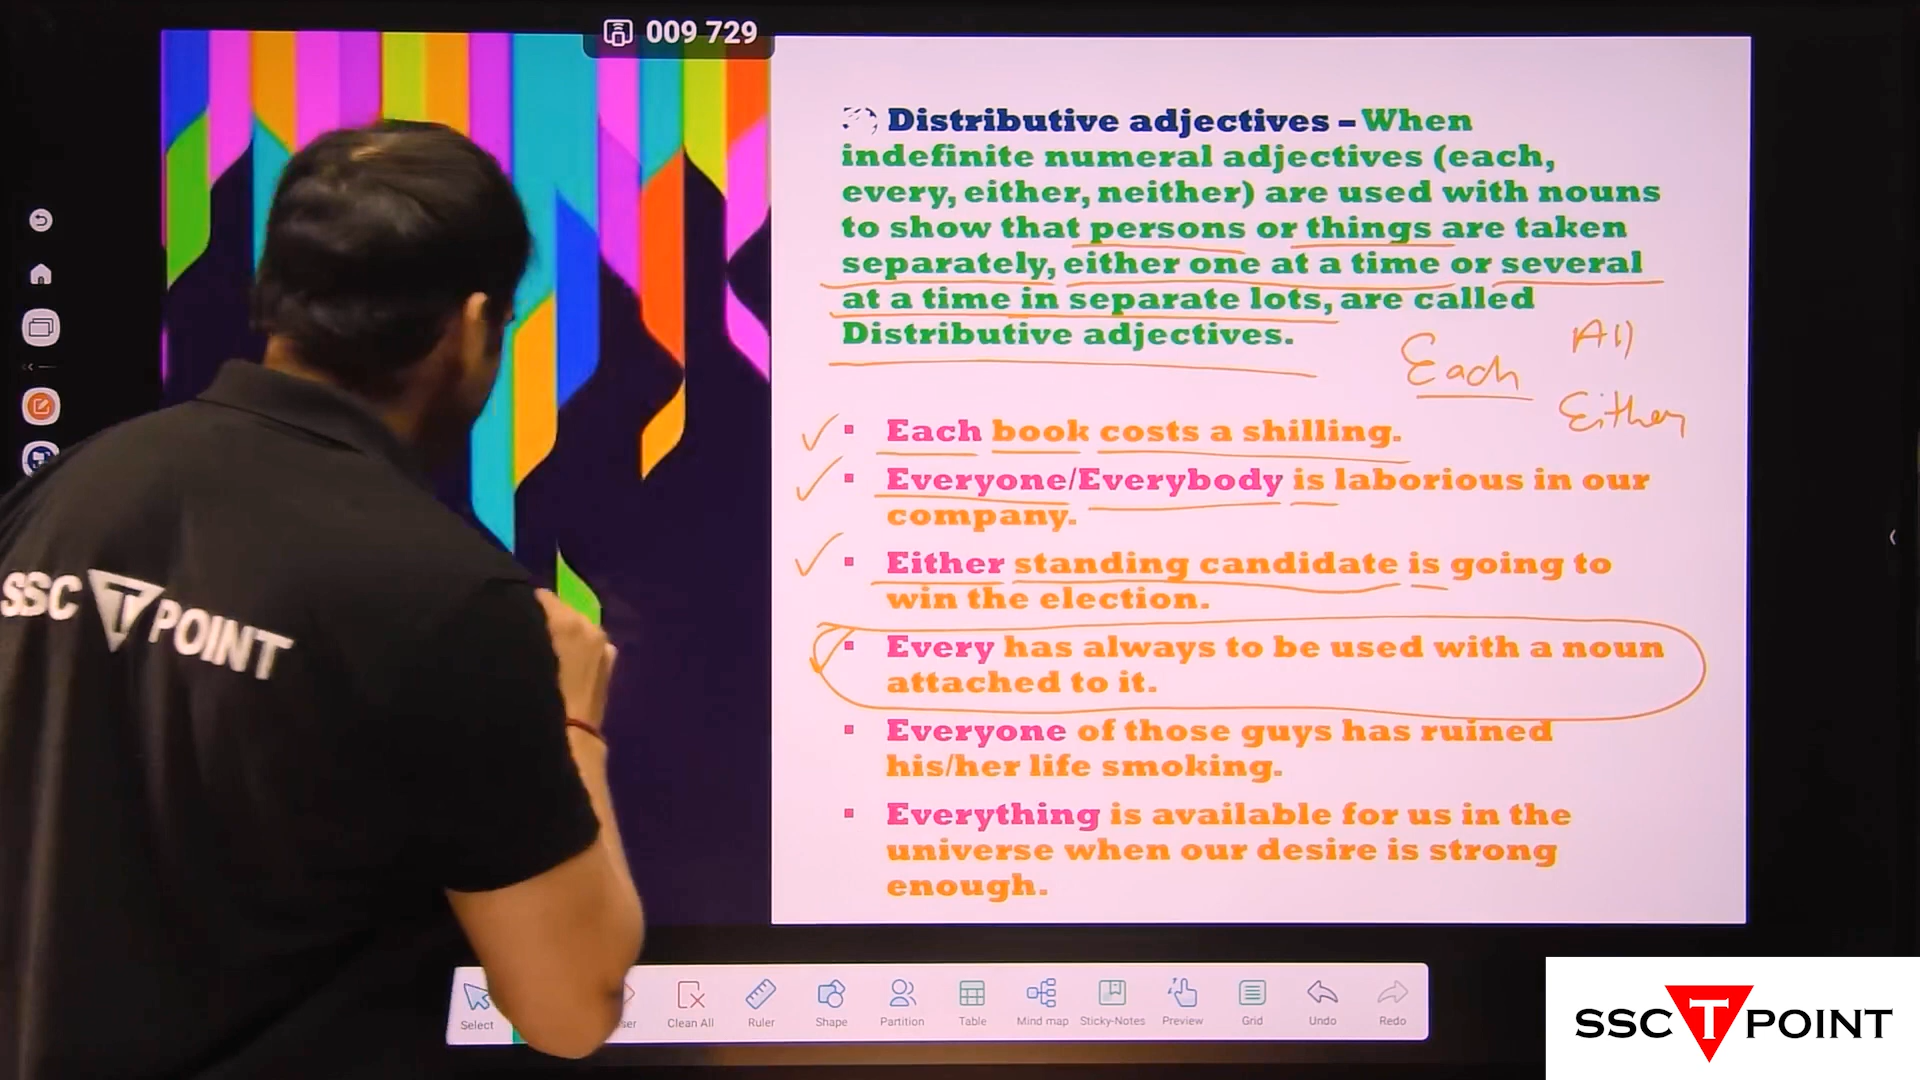 009 729
Distributive adjectives – When
indefinite numeral adjectives (each,
every, either, neither) are used with nouns
to show that persons or things are taken
separately, either one at a time or several
at a time in separate lots, are called
Distributive adjectives.
Each
All
Either
▪ Each book costs a shilling.
▪ Everyone/Everybody is laborious in our
company.
▪ Either standing candidate is going to
win the election.
▪ Every has always to be used with a noun
attached to it.
▪ Everyone of those guys has ruined
his/her life smoking.
▪ Everything is available for us in the
universe when our desire is strong
enough.
SSC T POINT
Select
Clean All
Ruler
Shape
Partition
Table
Mind map
Sticky-Notes
Preview
Grid
Undo
Redo
SSC T POINT